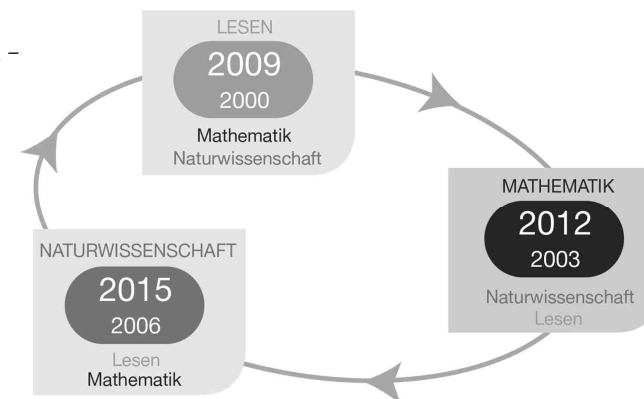 LESEN
2009
2000
Mathematik
Naturwissenschaft
MATHEMATIK
2012
2003
Naturwissenschaft
Lesen
NATURWISSENSCHAFT
2015
2006
Lesen
Mathematik